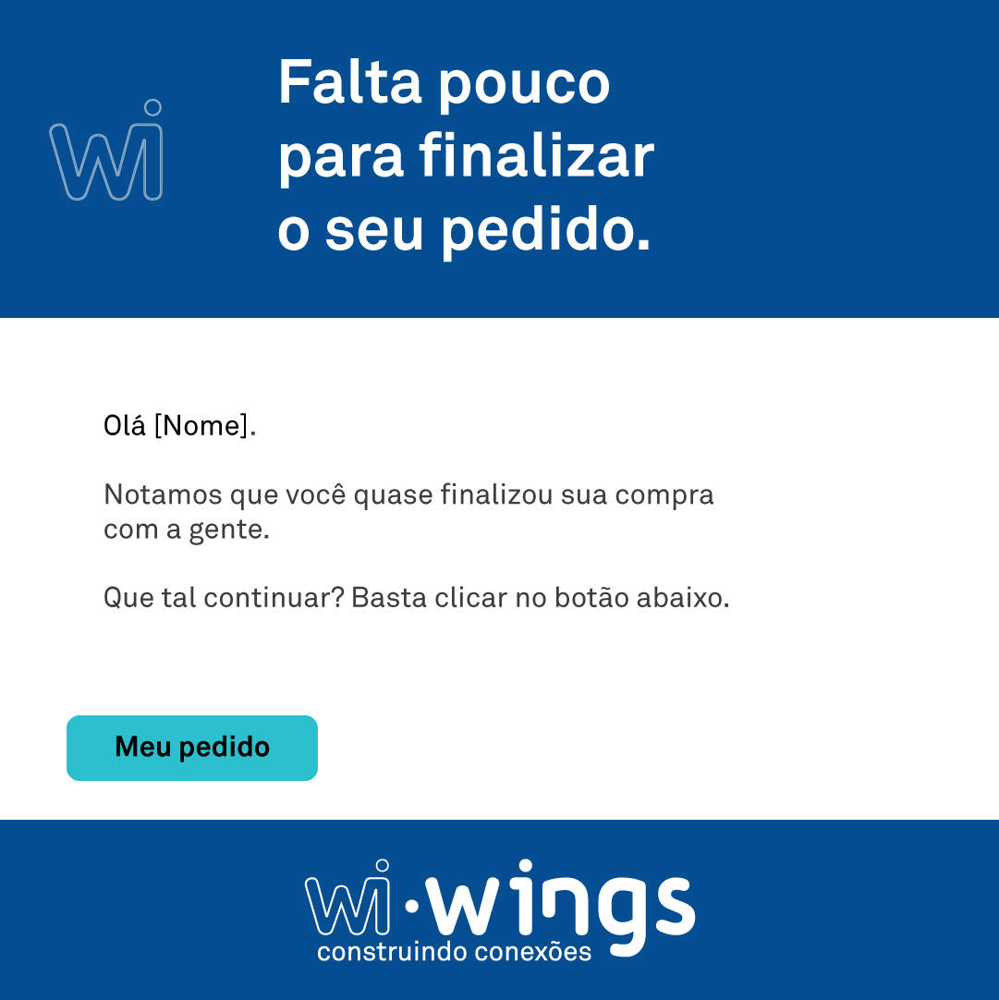 wi
Falta pouco
para finalizar
o seu pedido.
Olá [Nome].
Notamos que você quase finalizou sua compra
com a gente.
Que tal continuar? Basta clicar no botão abaixo.
Meu pedido
wi·wings
construindo conexões